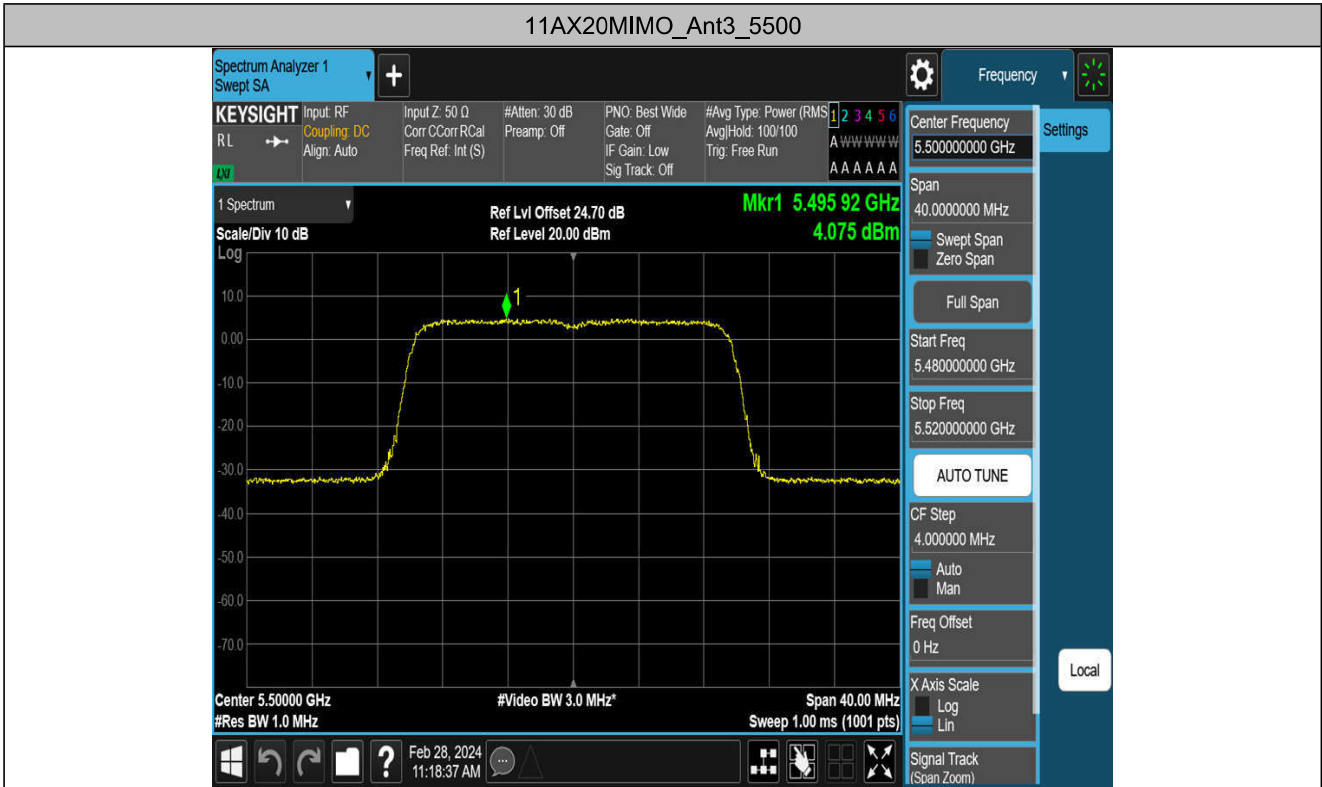 11AX20MIMO_Ant3_5500
Spectrum Analyzer 1
Swept SA
+
Frequency
KEYSIGHT
R L
LXI
Input: RF
Coupling: DC
Align: Auto
Input Z: 50 Ω
Corr CCorr RCal
Freq Ref: Int (S)
#Atten: 30 dB
Preamp: Off
PNO: Best Wide
Gate: Off
IF Gain: Low
Sig Track: Off
#Avg Type: Power (RMS
Avg|Hold: 100/100
Trig: Free Run
1 2 3 4 5 6
A W W W W W
A A A A A A
1 Spectrum
Scale/Div 10 dB
Log
Ref Lvl Offset 24.70 dB
Ref Level 20.00 dBm
Mkr1 5.495 92 GHz
4.075 dBm
1
10.0
0.00
-10.0
-20.0
-30.0
-40.0
-50.0
-60.0
-70.0
Center 5.50000 GHz
#Res BW 1.0 MHz
#Video BW 3.0 MHz*
Span 40.00 MHz
Sweep 1.00 ms (1001 pts)
Feb 28, 2024
11:18:37 AM
?
Center Frequency
5.500000000 GHz
Settings
Span
40.0000000 MHz
Swept Span
Zero Span
Full Span
Start Freq
5.480000000 GHz
Stop Freq
5.520000000 GHz
AUTO TUNE
CF Step
4.000000 MHz
Auto
Man
Freq Offset
0 Hz
X Axis Scale
Log
Lin
Local
Signal Track
(Span Zoom)